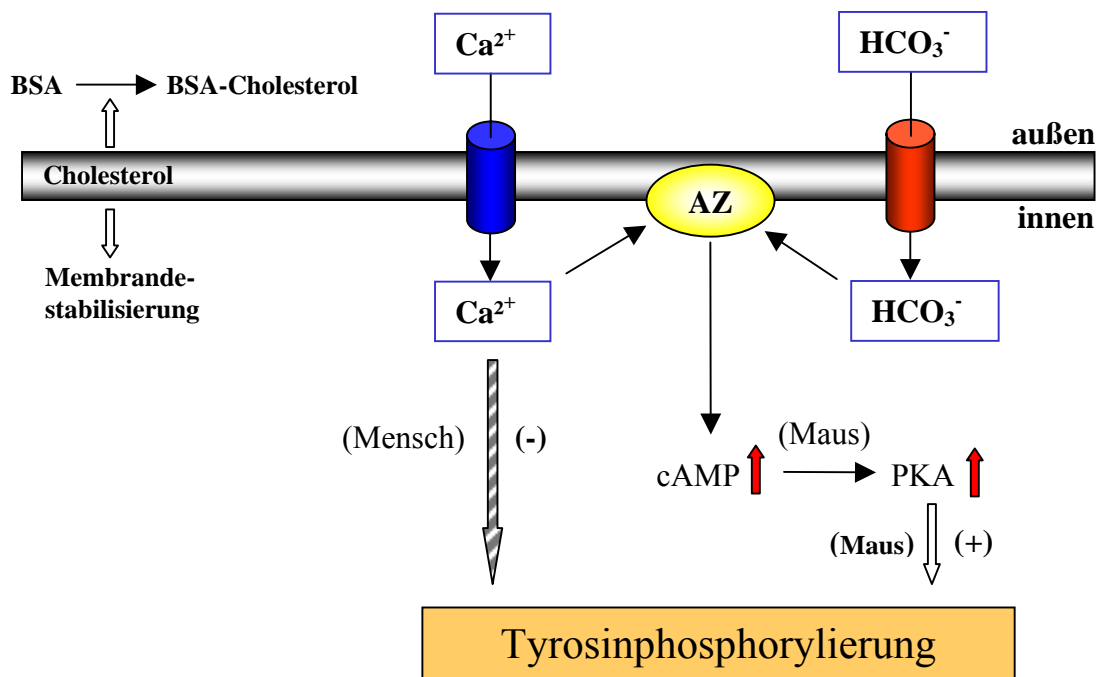 Ca²⁺
HCO₃⁻
BSA
BSA-Cholesterol
außen
Cholesterol
AZ
innen
Membrande-
stabilisierung
Ca²⁺
HCO₃⁻
(Mensch)
(-)
(Maus)
cAMP
PKA
(Maus)
(+)
Tyrosinphosphorylierung